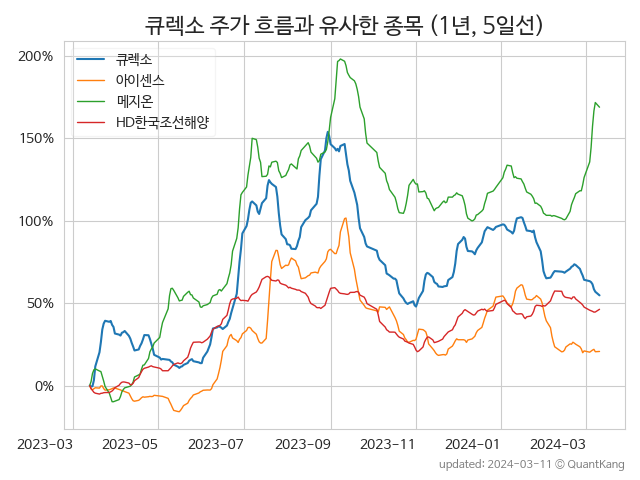 큐렉소 주가 흐름과 유사한 종목 (1년, 5일선)
큐렉소
아이센스
메지온
HD한국조선해양
200%
150%
100%
50%
0%
2023-03 2023-05 2023-07 2023-09 2023-11 2024-01 2024-03
updated: 2024-03-11 © QuantKang